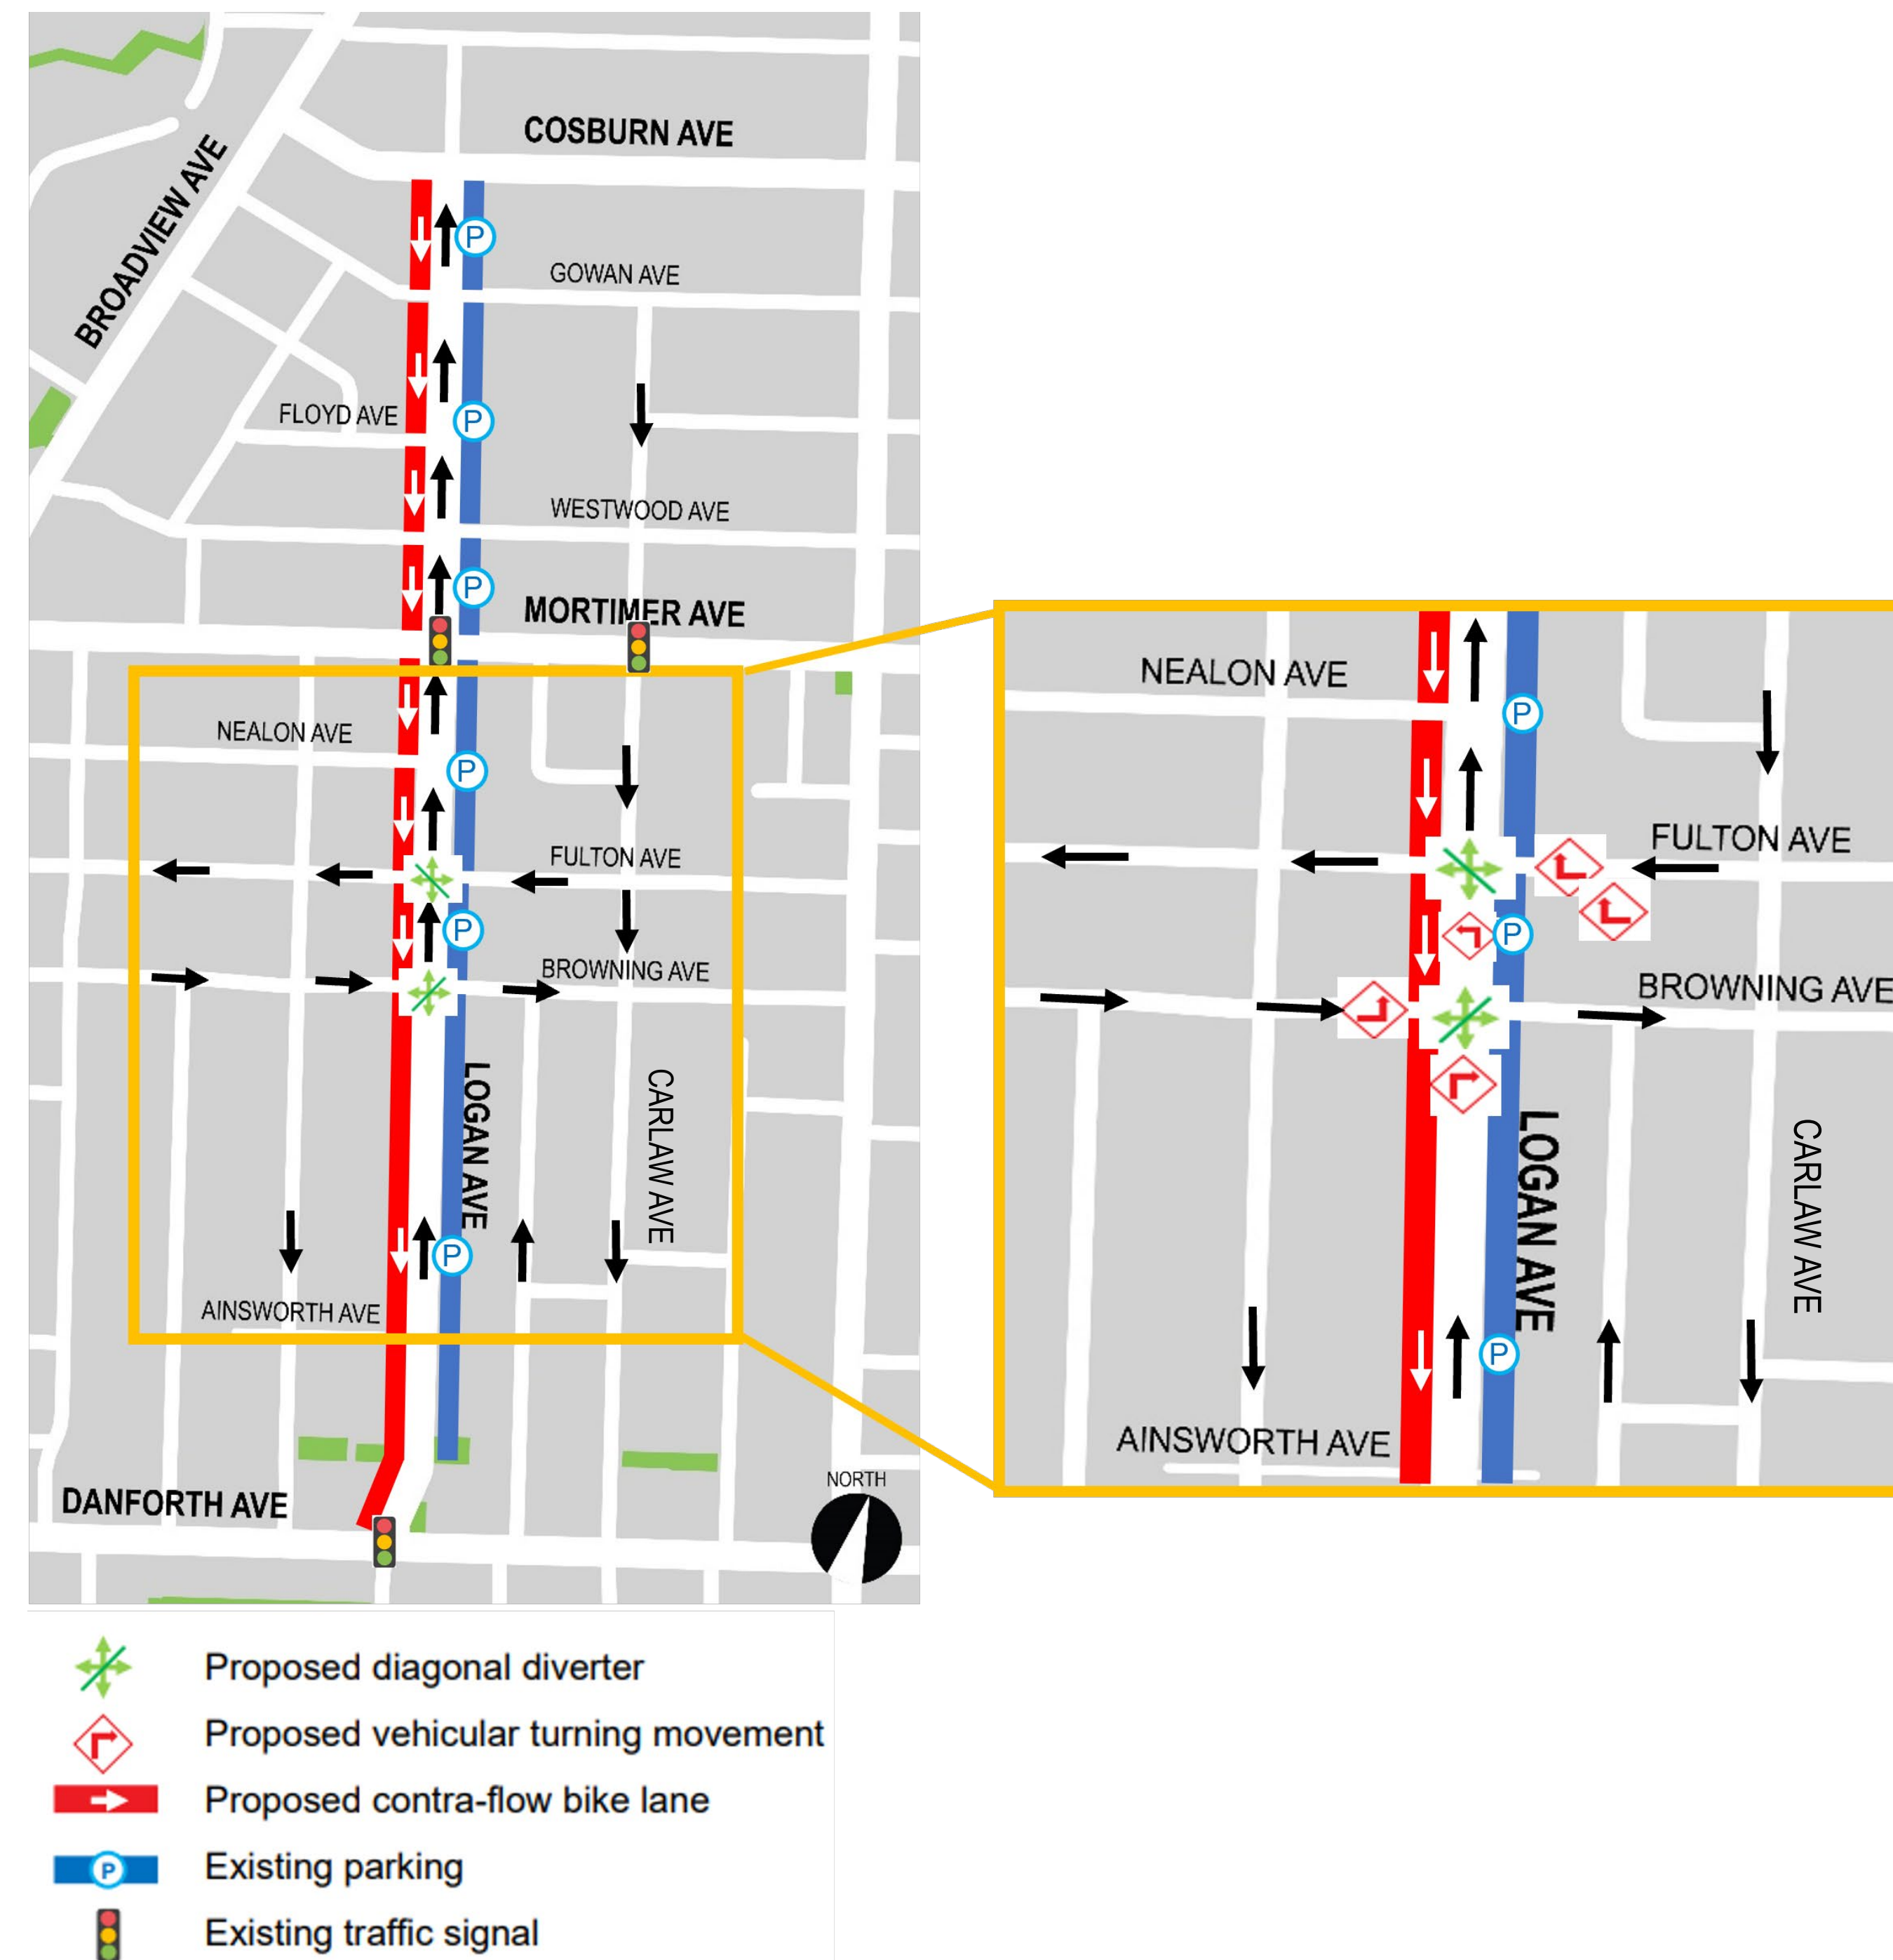 COSBURN AVE
BROADVIEW AVE
P
GOWAN AVE
FLOYD AVE
P
WESTWOOD AVE
P
MORTIMER AVE
NEALON AVE
P
FULTON AVE
P
BROWNING AVE
LOGAN AVE
CARLAW AVE
P
AINSWORTH AVE
DANFORTH AVE
NORTH
NEALON AVE
P
FULTON AVE
P
BROWNING AVE
LOGAN AVE
CARLAW AVE
P
AINSWORTH AVE
Proposed diagonal diverter
Proposed vehicular turning movement
Proposed contra-flow bike lane
P
Existing parking
Existing traffic signal